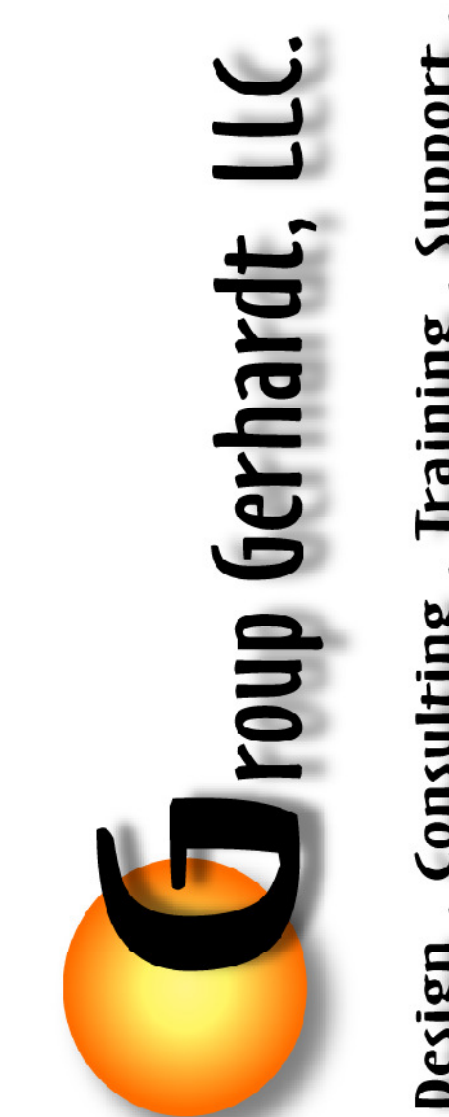 Group Gerhardt, LLC.
Design . Consulting . Training . Support